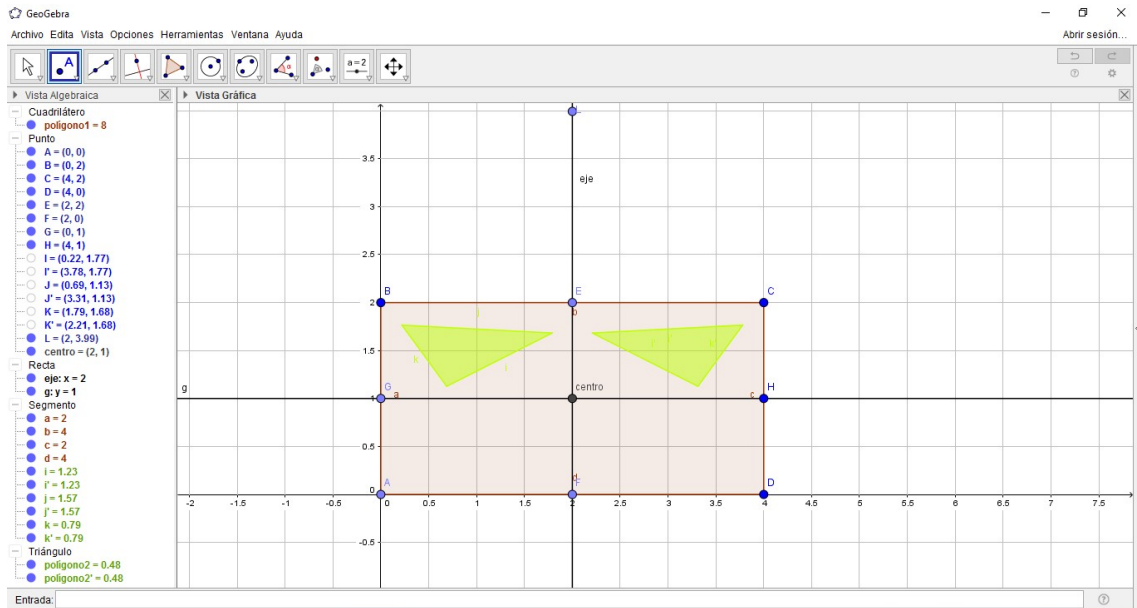 GeoGebra
Archivo Edita Vista Opciones Herramientas Ventana Ayuda
Abrir sesión...
A
a=2
Vista Algebraica
Cuadrilátero
polígono1 = 8
Punto
A = (0, 0)
B = (0, 2)
C = (4, 2)
D = (4, 0)
E = (2, 2)
F = (2, 0)
G = (0, 1)
H = (4, 1)
I = (0.22, 1.77)
I' = (3.78, 1.77)
J = (0.69, 1.13)
J' = (3.31, 1.13)
K = (1.79, 1.68)
K' = (2.21, 1.68)
L = (2, 3.99)
centro = (2, 1)
Recta
eje: x = 2
g: y = 1
Segmento
a = 2
b = 4
c = 2
d = 4
i = 1.23
i' = 1.23
j = 1.57
j' = 1.57
k = 0.79
k' = 0.79
Triángulo
polígono2 = 0.48
polígono2' = 0.48
Vista Gráfica
L
3.5
eje
3
2.5
B E C
2
j b
1.5
k i
G centro H
g 1 a c
0.5
A d F D
0
-2 -1.5 -1 -0.5 0 0.5 1 1.5 2 2.5 3 3.5 4 4.5 5 5.5 6 6.5 7 7.5
-0.5
Entrada: